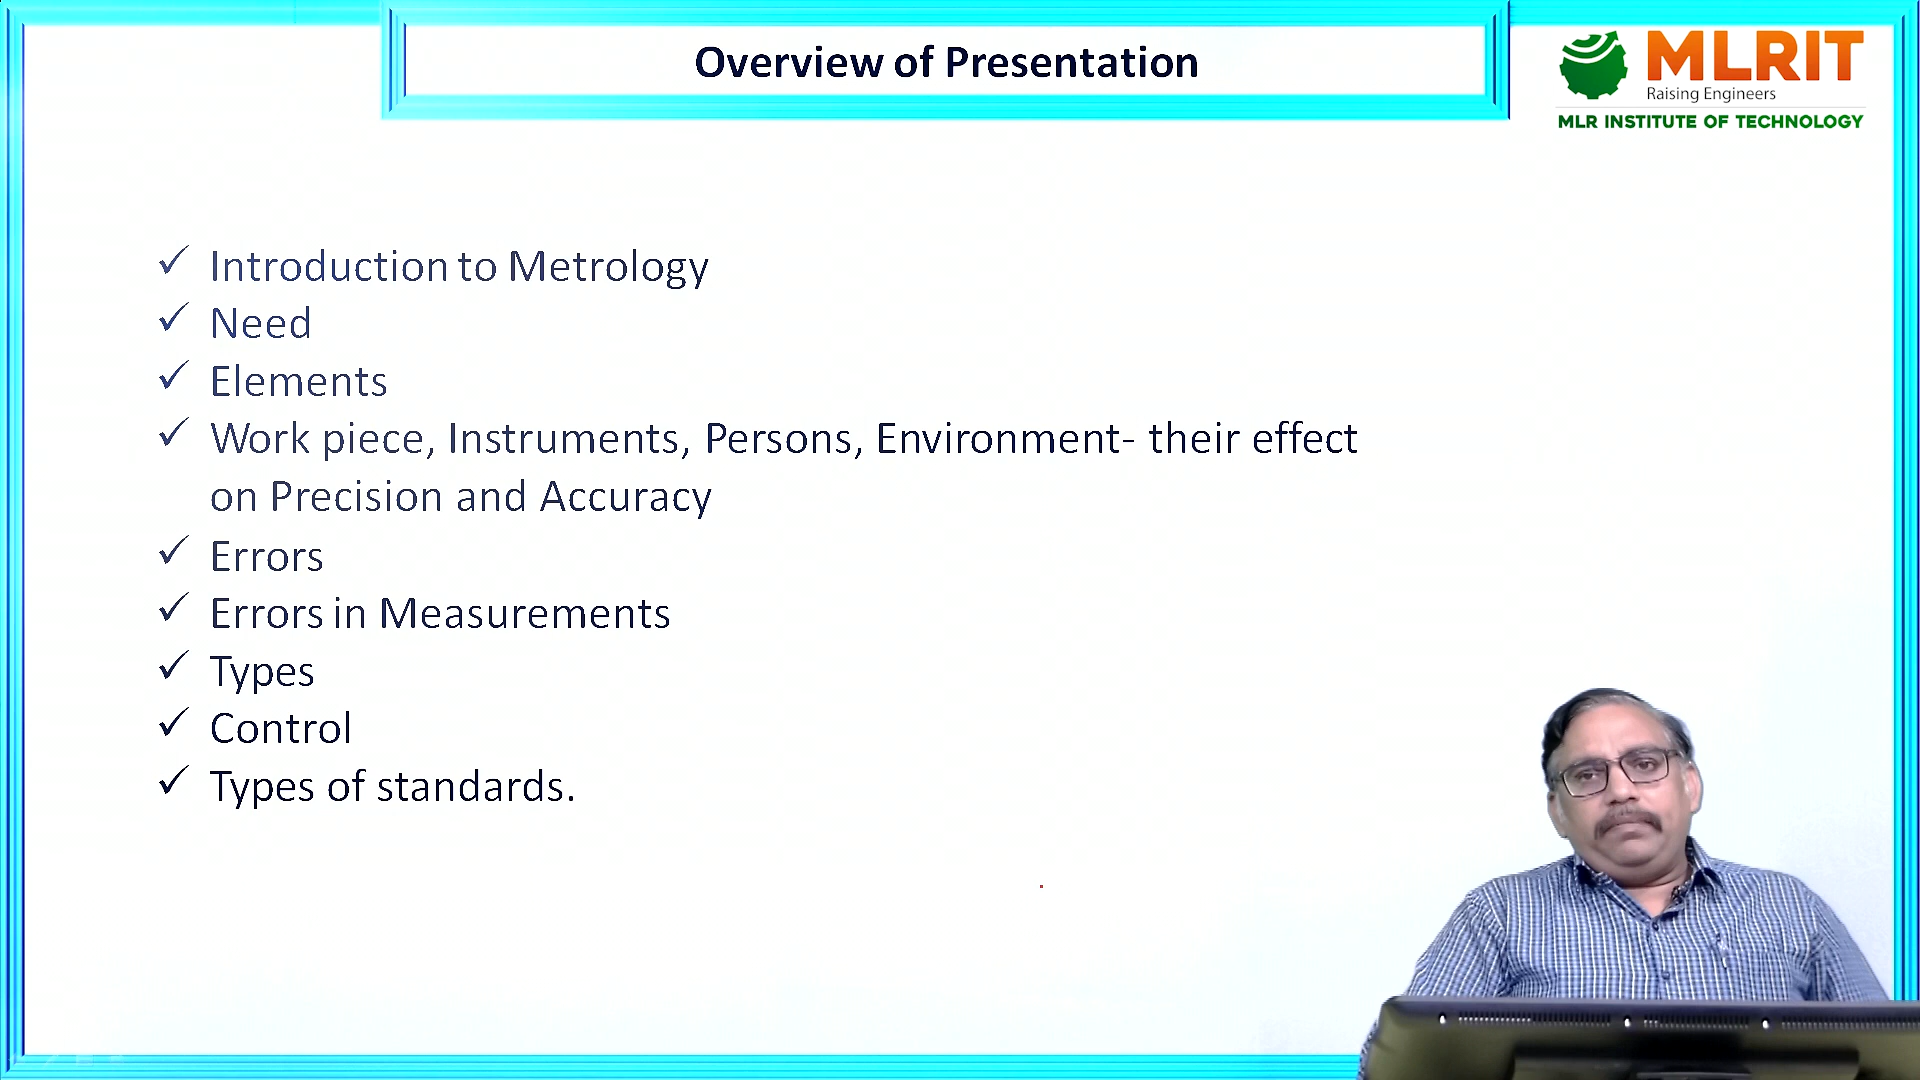 Overview of Presentation
MLRIT
Raising Engineers
MLR INSTITUTE OF TECHNOLOGY
✓ Introduction to Metrology
✓ Need
✓ Elements
✓ Work piece, Instruments, Persons, Environment- their effect
on Precision and Accuracy
✓ Errors
✓ Errors in Measurements
✓ Types
✓ Control
✓ Types of standards.